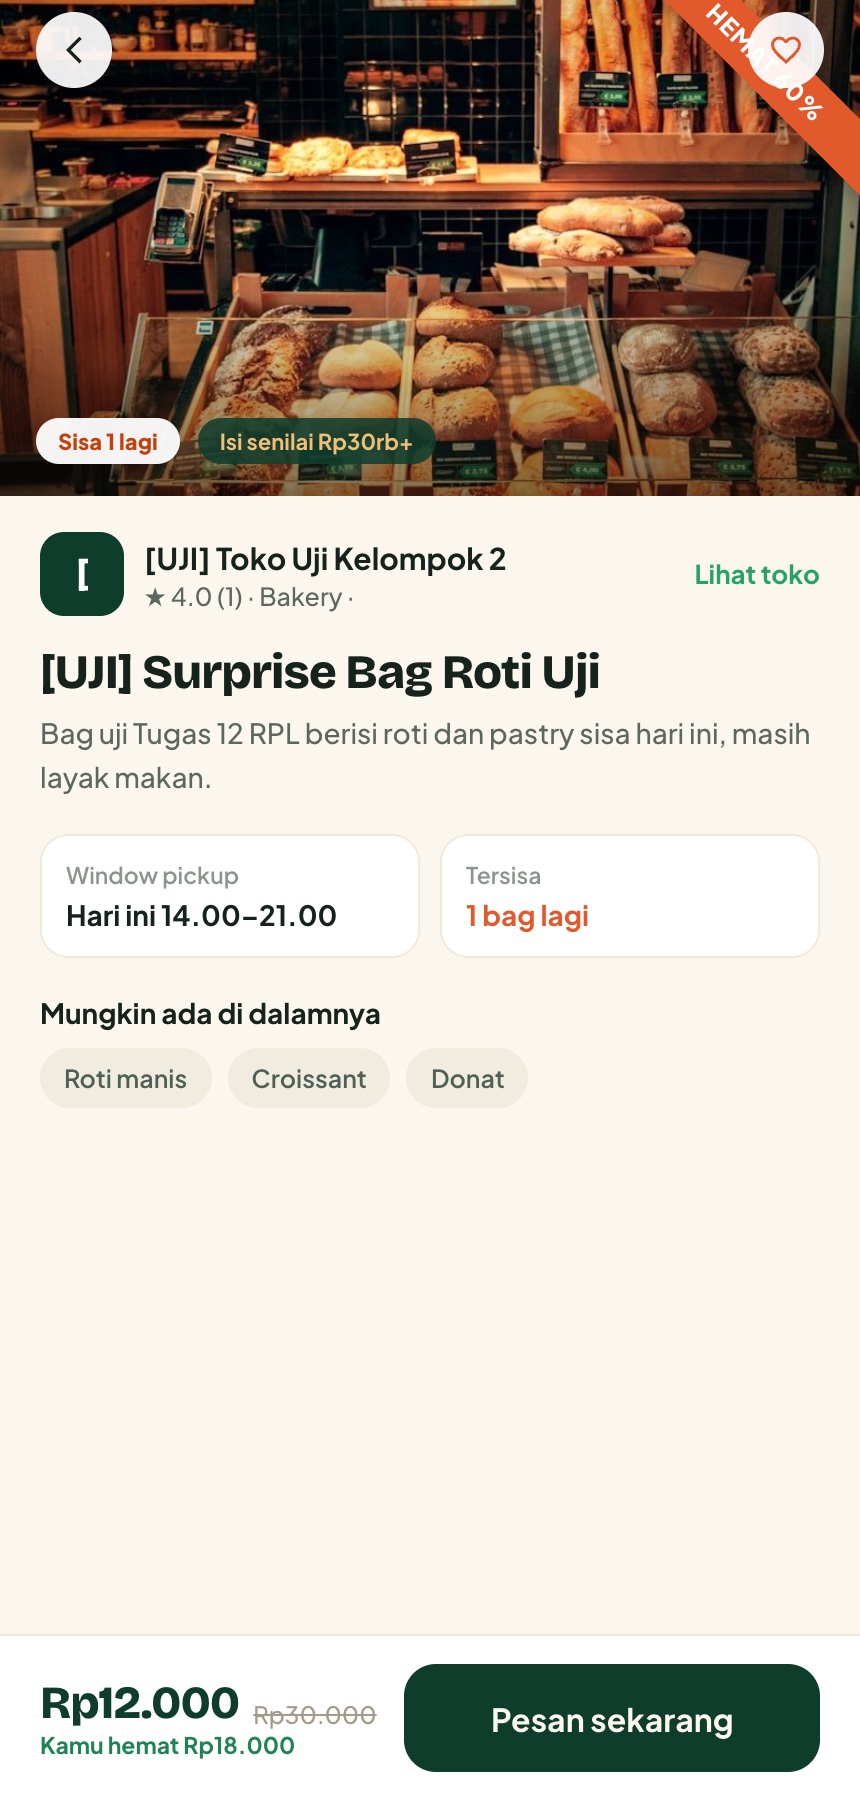 HEMAT 60%
Sisa 1 lagi
Isi senilai Rp30rb+
[
[UJI] Toko Uji Kelompok 2
★ 4.0 (1) · Bakery ·
Lihat toko
[UJI] Surprise Bag Roti Uji
Bag uji Tugas 12 RPL berisi roti dan pastry sisa hari ini, masih
layak makan.
Window pickup
Hari ini 14.00–21.00
Tersisa
1 bag lagi
Mungkin ada di dalamnya
Roti manis
Croissant
Donat
Rp12.000 Rp30.000
Kamu hemat Rp18.000
Pesan sekarang